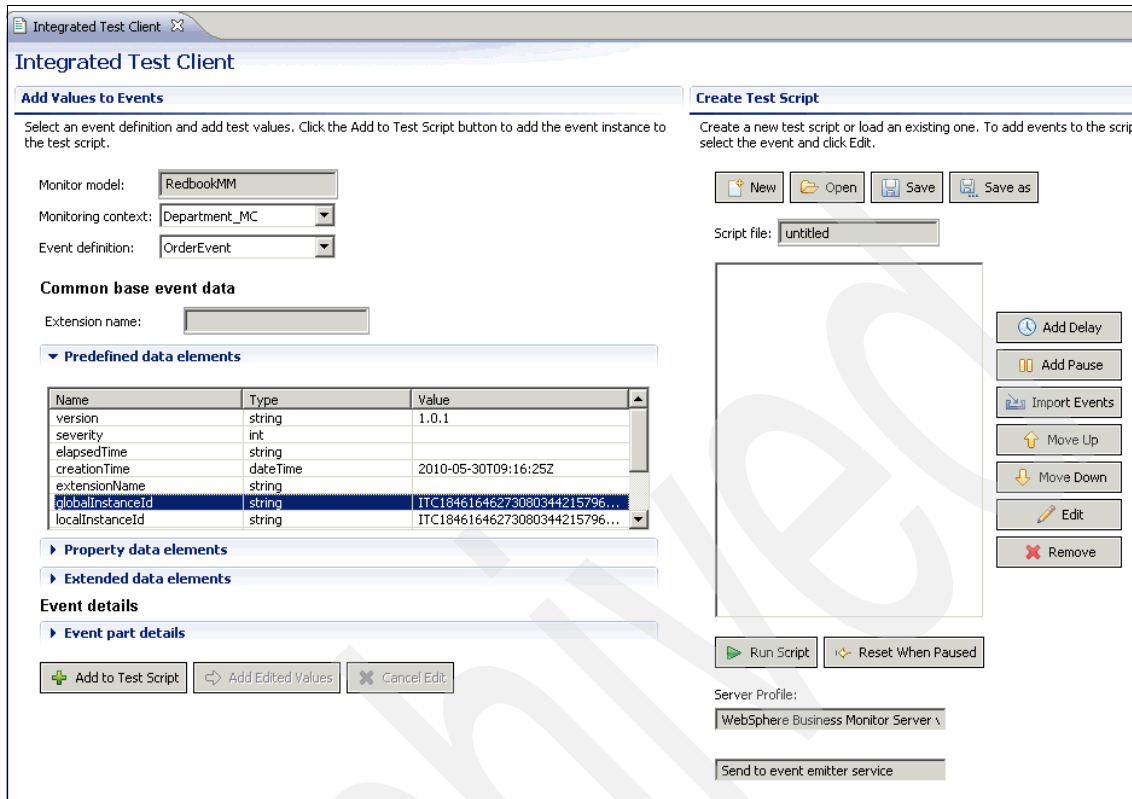 Integrated Test Client
Integrated Test Client
Add Values to Events
Select an event definition and add test values. Click the Add to Test Script button to add the event instance to
the test script.
Monitor model: RedbookMM
Monitoring context: Department_MC
Event definition: OrderEvent
Common base event data
Extension name:
Predefined data elements
Name Type Value
version string 1.0.1
severity int
elapsedTime string
creationTime dateTime 2010-05-30T09:16:25Z
extensionName string
globalInstanceId string ITC18461646273080344215796...
localInstanceId string ITC18461646273080344215796...
Property data elements
Extended data elements
Event details
Event part details
Add to Test Script Add Edited Values Cancel Edit
Create Test Script
Create a new test script or load an existing one. To add events to the scrip
select the event and click Edit.
New Open Save Save as
Script file: untitled
Add Delay
Add Pause
Import Events
Move Up
Move Down
Edit
Remove
Run Script Reset When Paused
Server Profile:
WebSphere Business Monitor Server v
Send to event emitter service